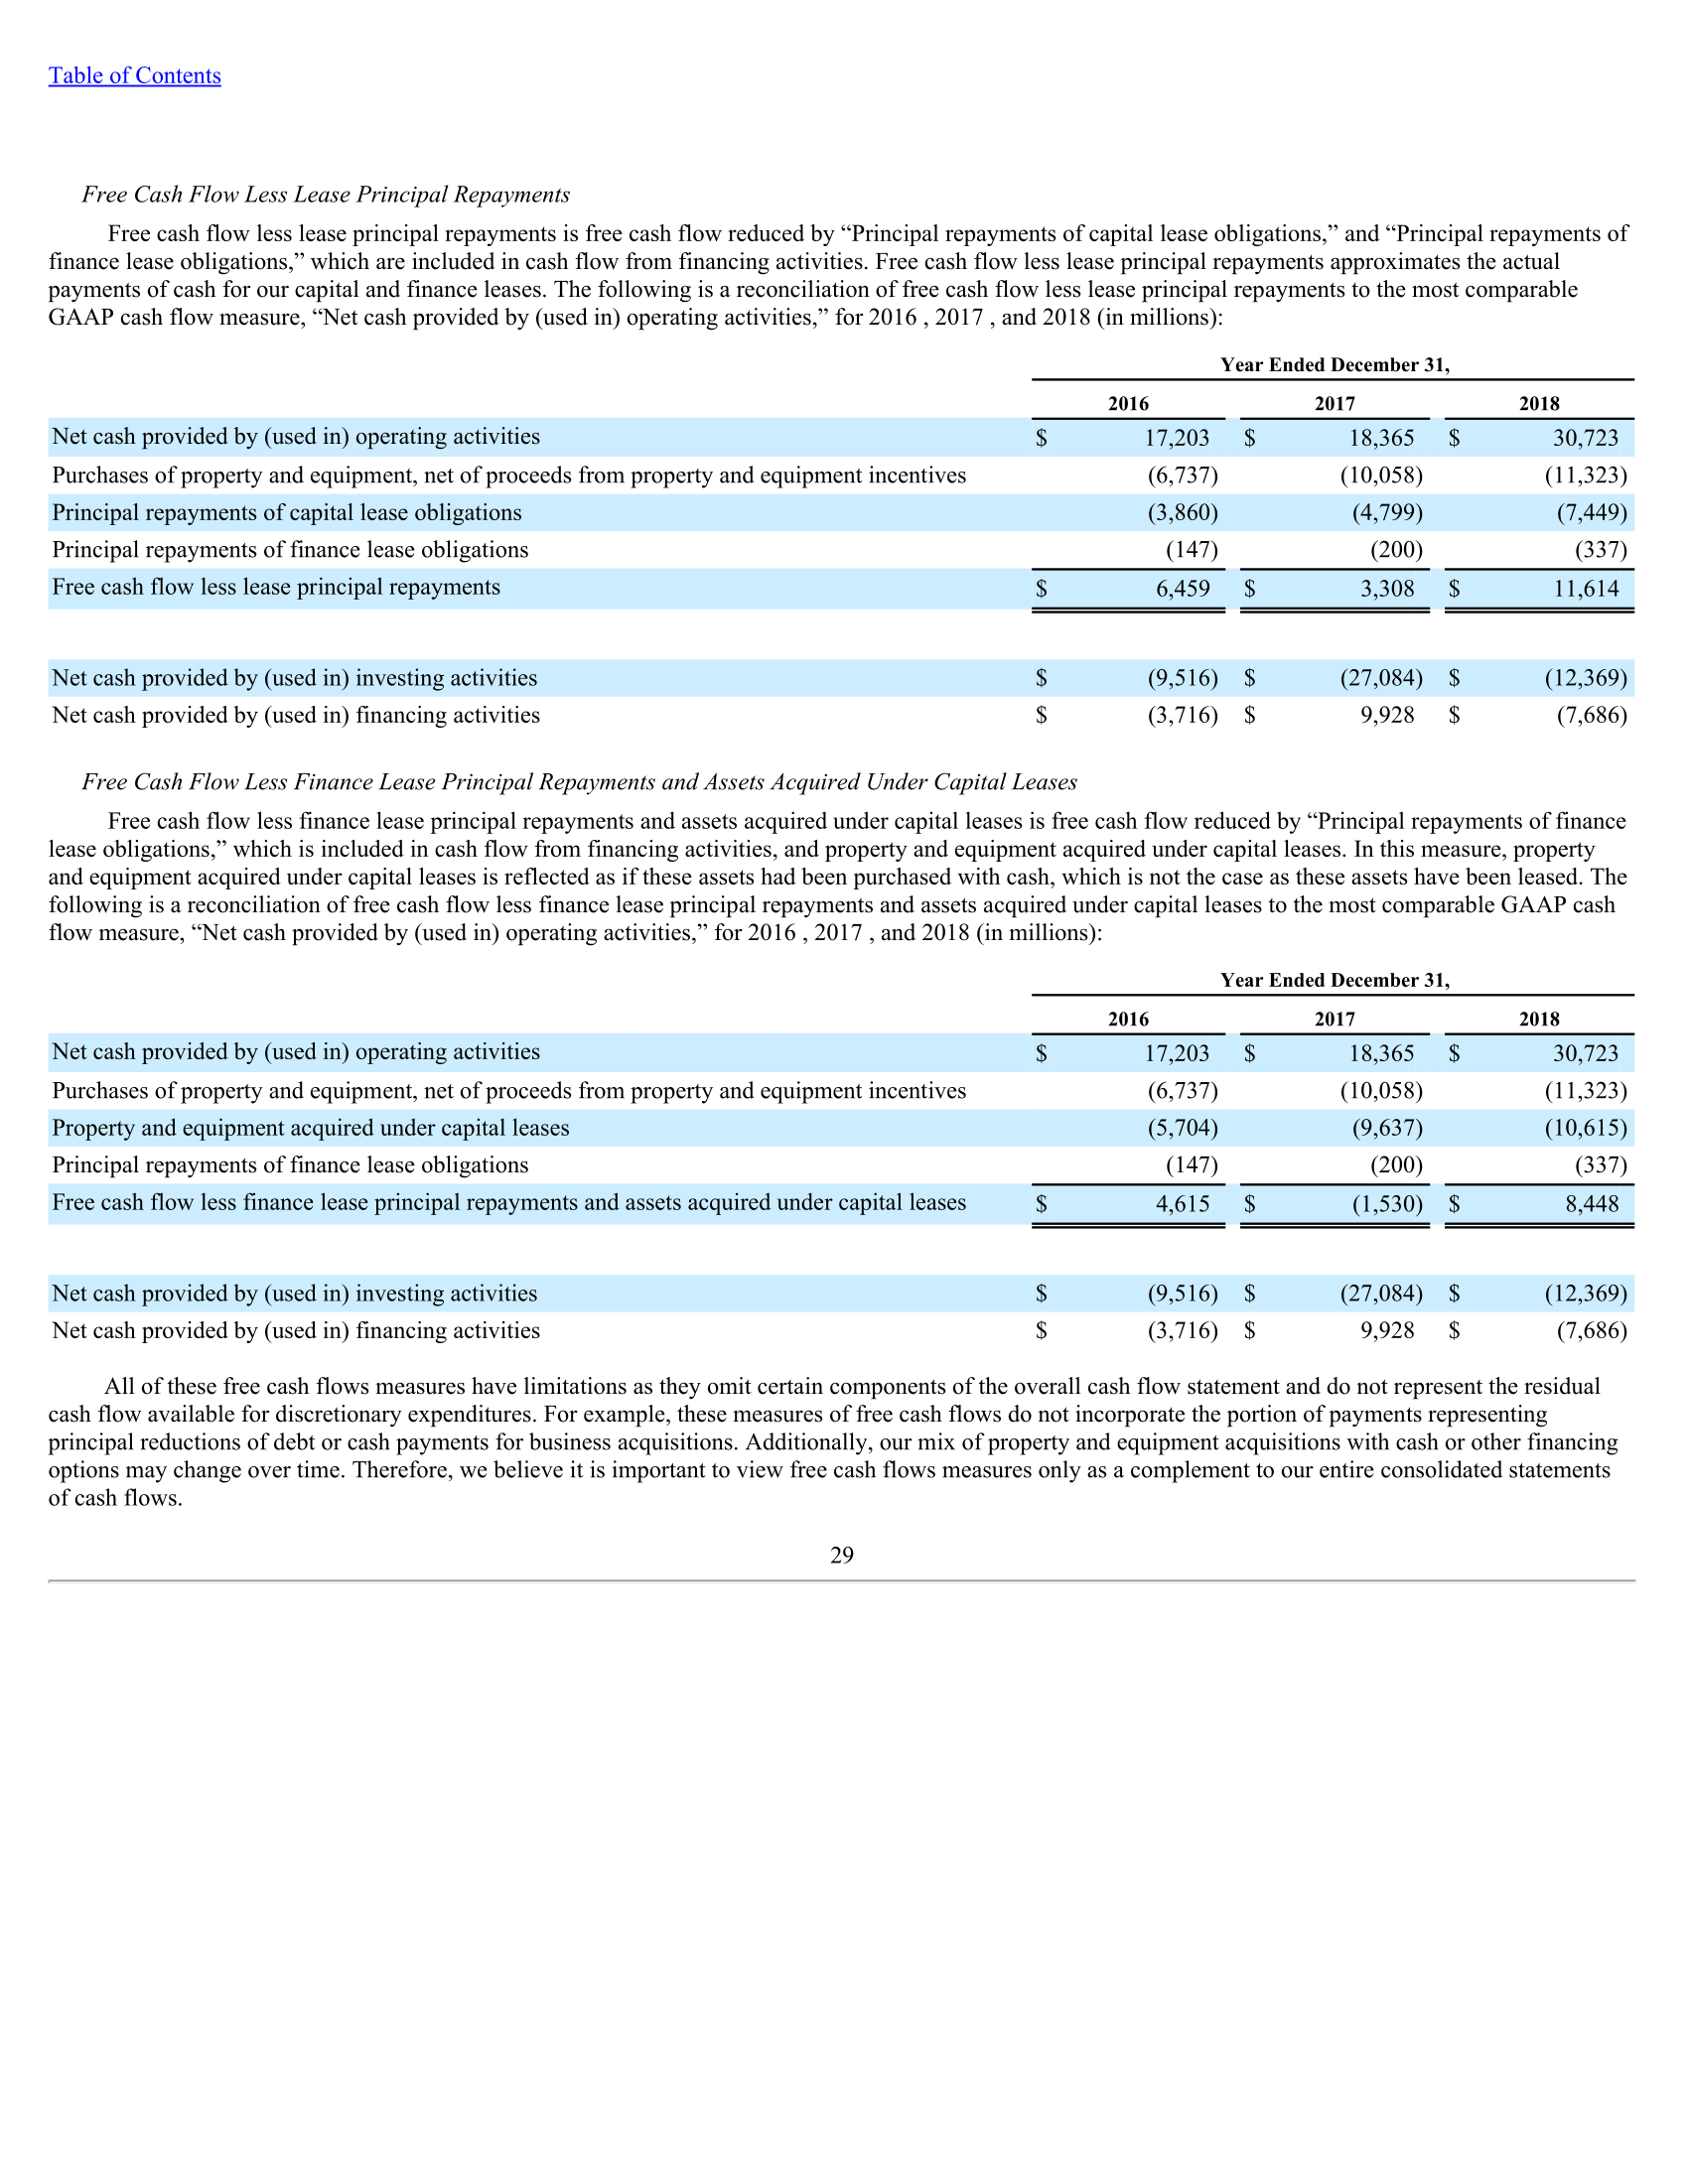 Table of Contents
Free Cash Flow Less Lease Principal Repayments
Free cash flow less lease principal repayments is free cash flow reduced by “Principal repayments of capital lease obligations,” and “Principal repayments of
finance lease obligations,” which are included in cash flow from financing activities. Free cash flow less lease principal repayments approximates the actual
payments of cash for our capital and finance leases. The following is a reconciliation of free cash flow less lease principal repayments to the most comparable
GAAP cash flow measure, “Net cash provided by (used in) operating activities,” for 2016 , 2017 , and 2018 (in millions):
Year Ended December 31,
2016 2017 2018
Net cash provided by (used in) operating activities $ 17,203 $ 18,365 $ 30,723
Purchases of property and equipment, net of proceeds from property and equipment incentives (6,737) (10,058) (11,323)
Principal repayments of capital lease obligations (3,860) (4,799) (7,449)
Principal repayments of finance lease obligations (147) (200) (337)
Free cash flow less lease principal repayments $ 6,459 $ 3,308 $ 11,614
Net cash provided by (used in) investing activities $ (9,516) $ (27,084) $ (12,369)
Net cash provided by (used in) financing activities $ (3,716) $ 9,928 $ (7,686)
Free Cash Flow Less Finance Lease Principal Repayments and Assets Acquired Under Capital Leases
Free cash flow less finance lease principal repayments and assets acquired under capital leases is free cash flow reduced by “Principal repayments of finance
lease obligations,” which is included in cash flow from financing activities, and property and equipment acquired under capital leases. In this measure, property
and equipment acquired under capital leases is reflected as if these assets had been purchased with cash, which is not the case as these assets have been leased. The
following is a reconciliation of free cash flow less finance lease principal repayments and assets acquired under capital leases to the most comparable GAAP cash
flow measure, “Net cash provided by (used in) operating activities,” for 2016 , 2017 , and 2018 (in millions):
Year Ended December 31,
2016 2017 2018
Net cash provided by (used in) operating activities $ 17,203 $ 18,365 $ 30,723
Purchases of property and equipment, net of proceeds from property and equipment incentives (6,737) (10,058) (11,323)
Property and equipment acquired under capital leases (5,704) (9,637) (10,615)
Principal repayments of finance lease obligations (147) (200) (337)
Free cash flow less finance lease principal repayments and assets acquired under capital leases $ 4,615 $ (1,530) $ 8,448
Net cash provided by (used in) investing activities $ (9,516) $ (27,084) $ (12,369)
Net cash provided by (used in) financing activities $ (3,716) $ 9,928 $ (7,686)
All of these free cash flows measures have limitations as they omit certain components of the overall cash flow statement and do not represent the residual
cash flow available for discretionary expenditures. For example, these measures of free cash flows do not incorporate the portion of payments representing
principal reductions of debt or cash payments for business acquisitions. Additionally, our mix of property and equipment acquisitions with cash or other financing
options may change over time. Therefore, we believe it is important to view free cash flows measures only as a complement to our entire consolidated statements
of cash flows.
29